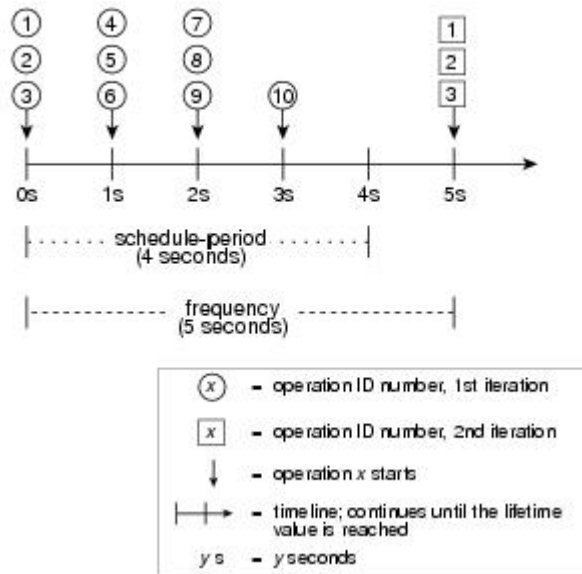 1 4 7 1
2 5 8 2
3 6 9 10 3
0s 1s 2s 3s 4s 5s
schedule-period
(4 seconds)
frequency
(5 seconds)
x = operation ID number, 1st iteration
x = operation ID number, 2nd iteration
= operation x starts
= timeline; continues until the lifetime
value is reached
y s = y seconds